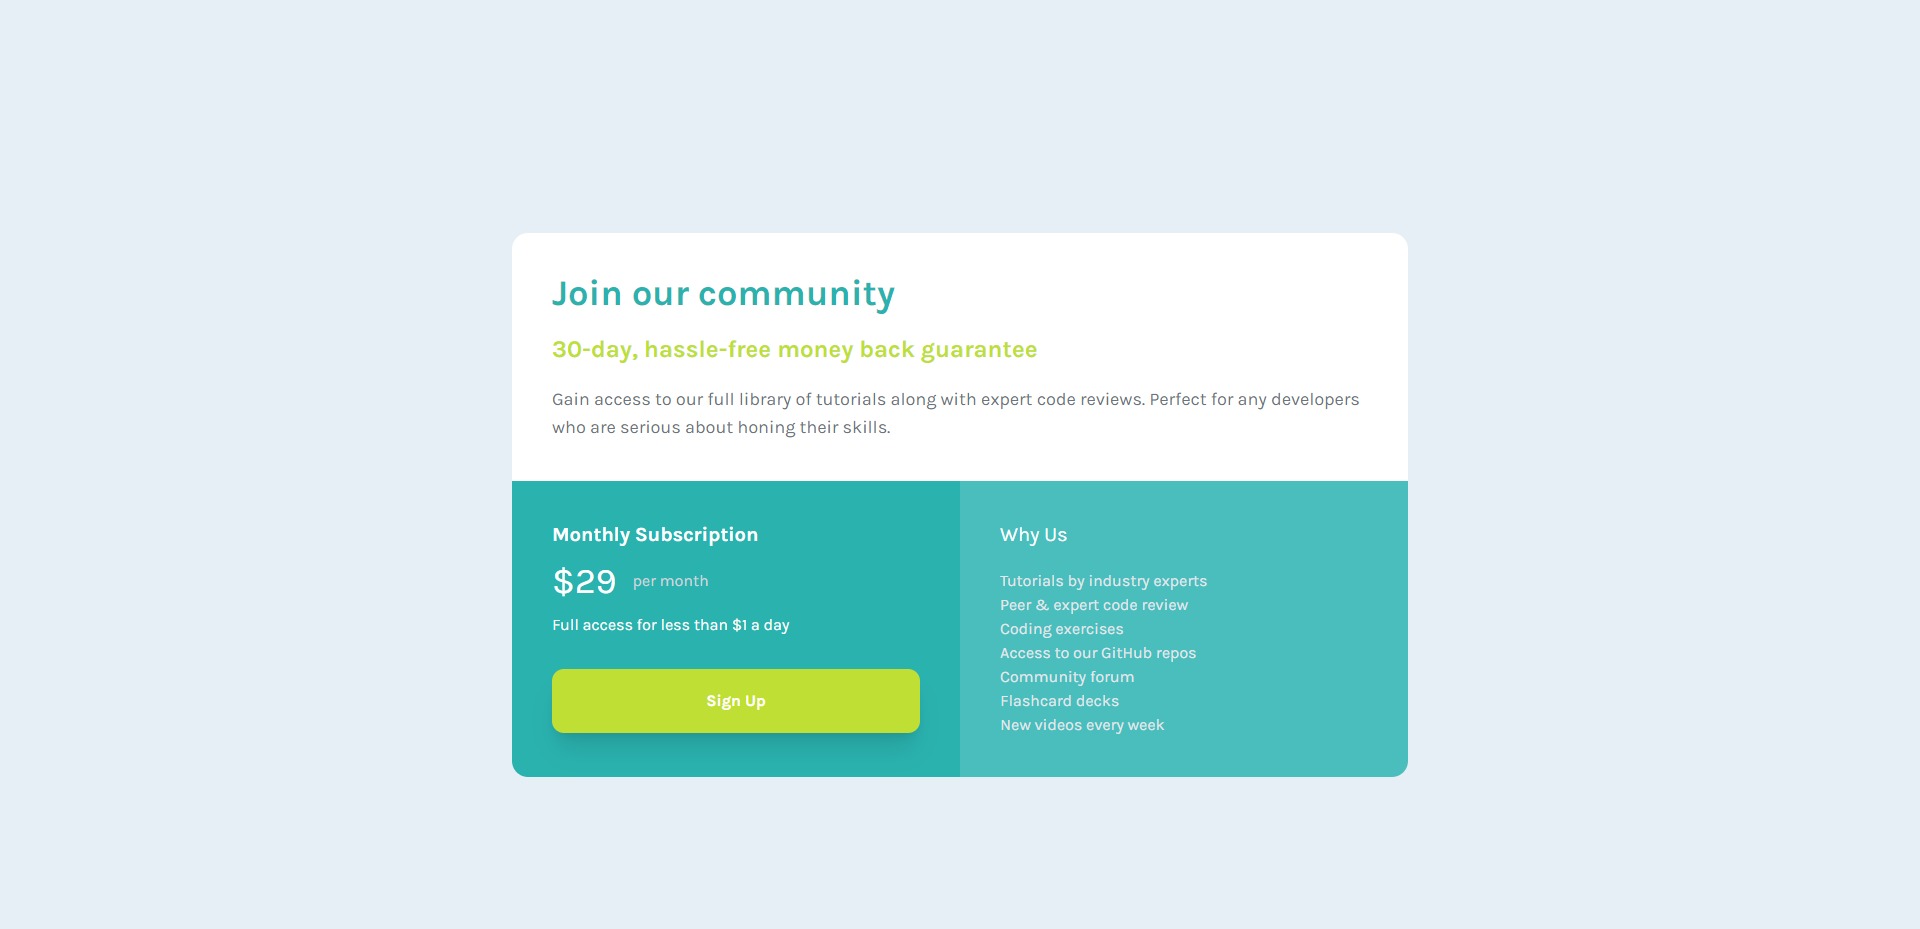 Join our community
30-day, hassle-free money back guarantee
Gain access to our full library of tutorials along with expert code reviews. Perfect for any developers
who are serious about honing their skills.
Monthly Subscription
$29 per month
Full access for less than $1 a day
Sign Up
Why Us
Tutorials by industry experts
Peer & expert code review
Coding exercises
Access to our GitHub repos
Community forum
Flashcard decks
New videos every week